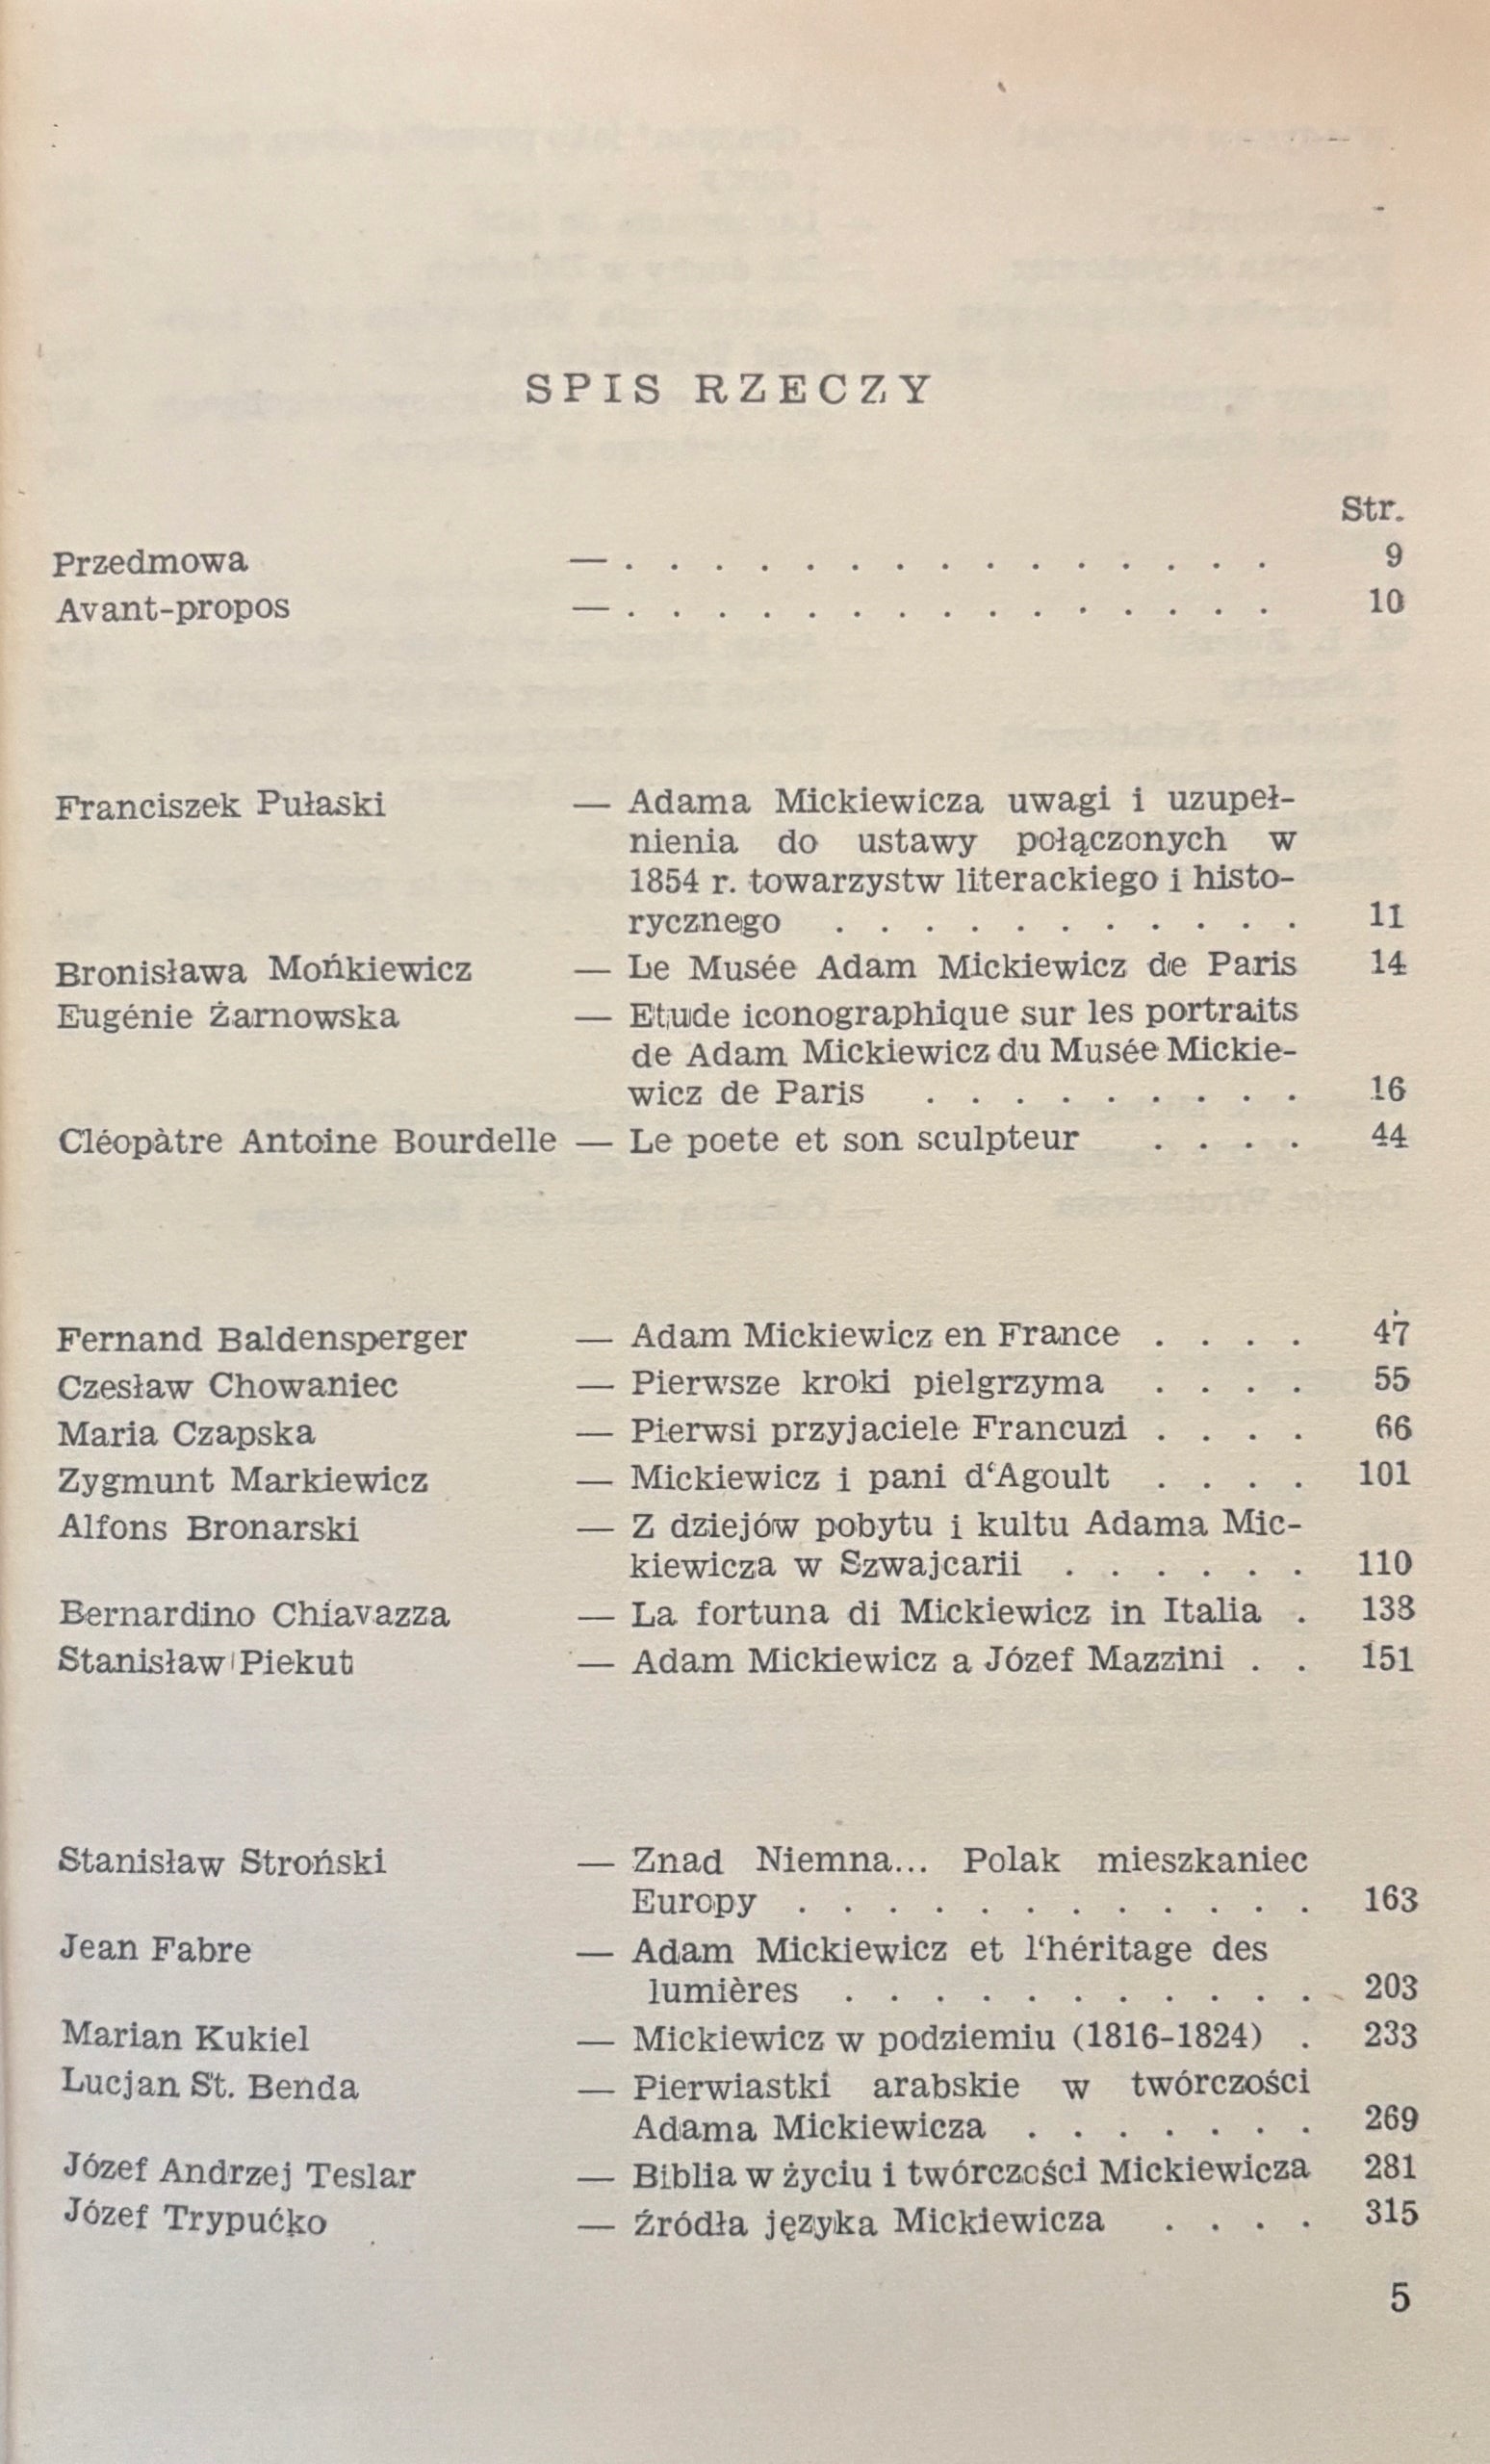 SPIS RZECZY
Str.
Przedmowa — . . . . . . . . . . . . . . . 9
Avant-propos — . . . . . . . . . . . . . . . 10
Franciszek Pułaski — Adama Mickiewicza uwagi i uzupeł-
nienia do ustawy połączonych w
1854 r. towarzystw literackiego i histo-
rycznego . . . . . . . . . . . 11
Bronisława Mońkiewicz — Le Musée Adam Mickiewicz de Paris 14
Eugénie Żarnowska — Etude iconographique sur les portraits
de Adam Mickiewicz du Musée Mickie-
wicz de Paris . . . . . . . . . 16
Cléopàtre Antoine Bourdelle — Le poete et son sculpteur . . . . 44
Fernand Baldensperger — Adam Mickiewicz en France . . . . 47
Czesław Chowaniec — Pierwsze kroki pielgrzyma . . . . 55
Maria Czapska — Pierwsi przyjaciele Francuzi . . . . 66
Zygmunt Markiewicz — Mickiewicz i pani d‘Agoult . . . . 101
Alfons Bronarski — Z dziejów pobytu i kultu Adama Mic-
kiewicza w Szwajcarii . . . . . . 110
Bernardino Chiavazza — La fortuna di Mickiewicz in Italia . 138
Stanisław Piekut — Adam Mickiewicz a Józef Mazzini . . 151
Stanisław Stroński — Znad Niemna... Polak mieszkaniec
Europy . . . . . . . . . . . . 163
Jean Fabre — Adam Mickiewicz et l‘héritage des
lumières . . . . . . . . . . . 203
Marian Kukiel — Mickiewicz w podziemiu (1816-1824) . 233
Lucjan St. Benda — Pierwiastki arabskie w twórczości
Adama Mickiewicza . . . . . . . 269
Józef Andrzej Teslar — Biblia w życiu i twórczości Mickiewicza 281
Józef Trypućko — Źródła języka Mickiewicza . . . . 315
5